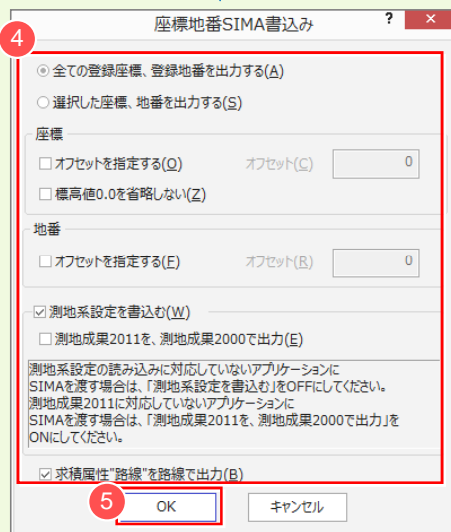 座標地番SIMA書込み ? ×
4
全ての登録座標、登録地番を出力する(A)
選択した座標、地番を出力する(S)
座標
オフセットを指定する(O) オフセット(C) 0
標高値0.0を省略しない(Z)
地番
オフセットを指定する(F) オフセット(R) 0
測地系設定を書込む(W)
測地成果2011を、測地成果2000で出力(E)
測地系設定の読み込みに対応していないアプリケーションに
SIMAを渡す場合は、「測地系設定を書込む」をOFFにしてください。
測地成果2011に対応していないアプリケーションに
SIMAを渡す場合は、「測地成果2011を、測地成果2000で出力」を
ONにしてください。
求積属性"路線"を路線で出力(B)
5
OK キャンセル